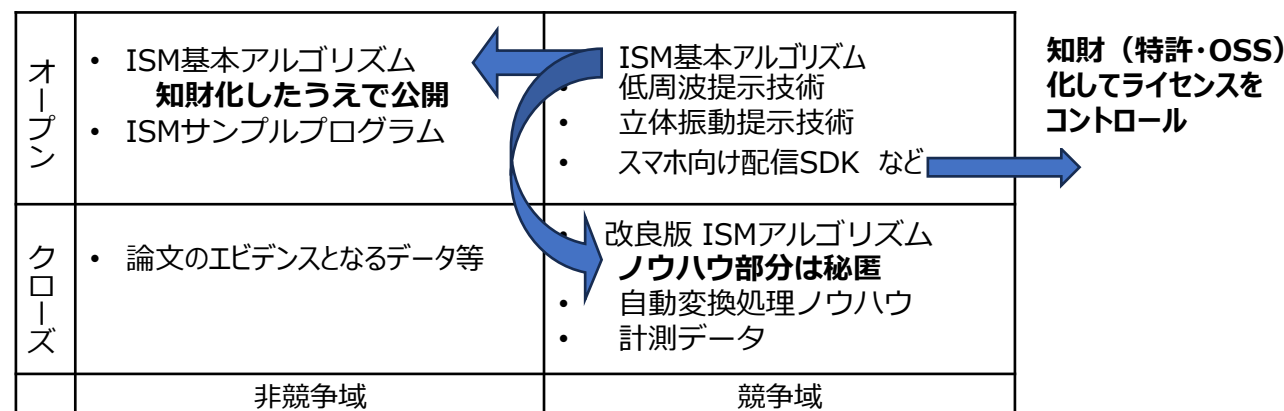 オープン
• ISM基本アルゴリズム
知財化したうえで公開
• ISMサンプルプログラム
ISM基本アルゴリズム
• 低周波提示技術
• 立体振動提示技術
• スマホ向け配信SDK など
知財（特許・OSS）
化してライセンスを
コントロール
クローズ
• 論文のエビデンスとなるデータ等
• 改良版 ISMアルゴリズム
ノウハウ部分は秘匿
• 自動変換処理ノウハウ
• 計測データ
非競争域
競争域